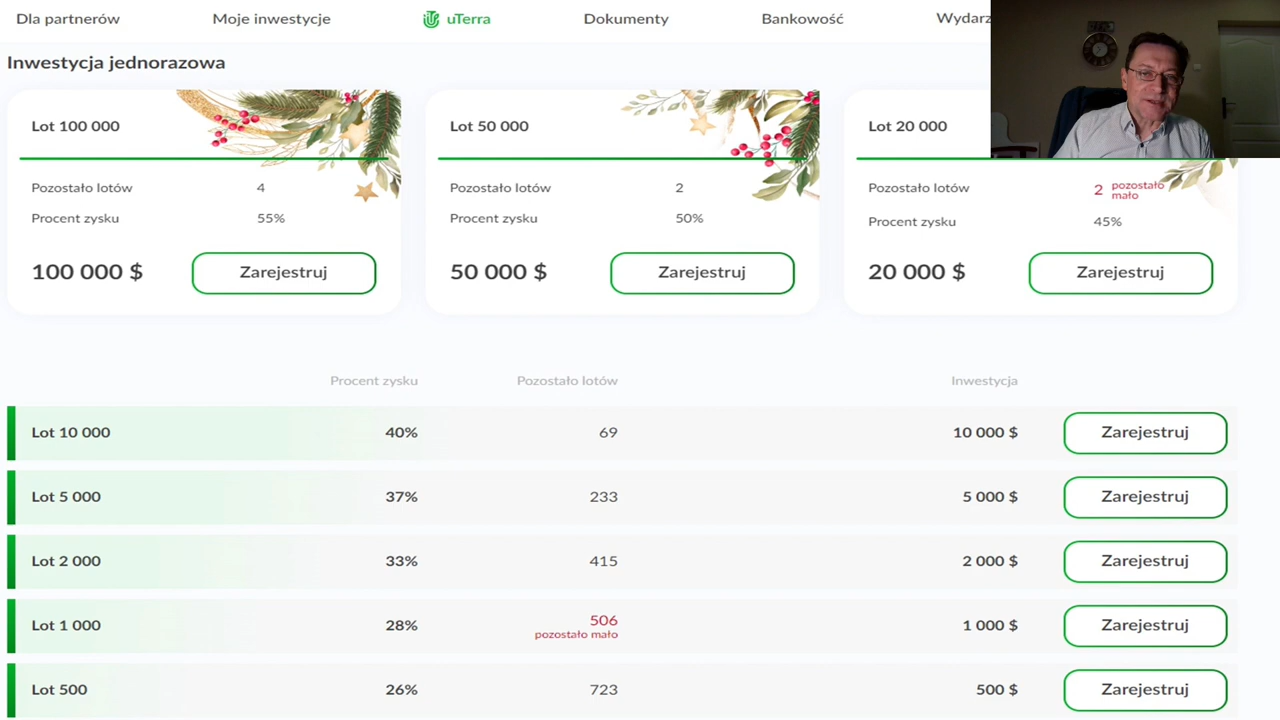 Dla partnerów Moje inwestycje uTerra Dokumenty Bankowość Wydarz
Inwestycja jednorazowa
Lot 100 000
Pozostało lotów 4
Procent zysku 55%
100 000 $ Zarejestruj
Lot 50 000
Pozostało lotów 2
Procent zysku 50%
50 000 $ Zarejestruj
Lot 20 000
Pozostało lotów 2 pozostało
mało
Procent zysku 45%
20 000 $ Zarejestruj
Procent zysku Pozostało lotów Inwestycja
Lot 10 000 40% 69 10 000 $ Zarejestruj
Lot 5 000 37% 233 5 000 $ Zarejestruj
Lot 2 000 33% 415 2 000 $ Zarejestruj
Lot 1 000 28% 506 1 000 $ Zarejestruj
pozostało mało
Lot 500 26% 723 500 $ Zarejestruj